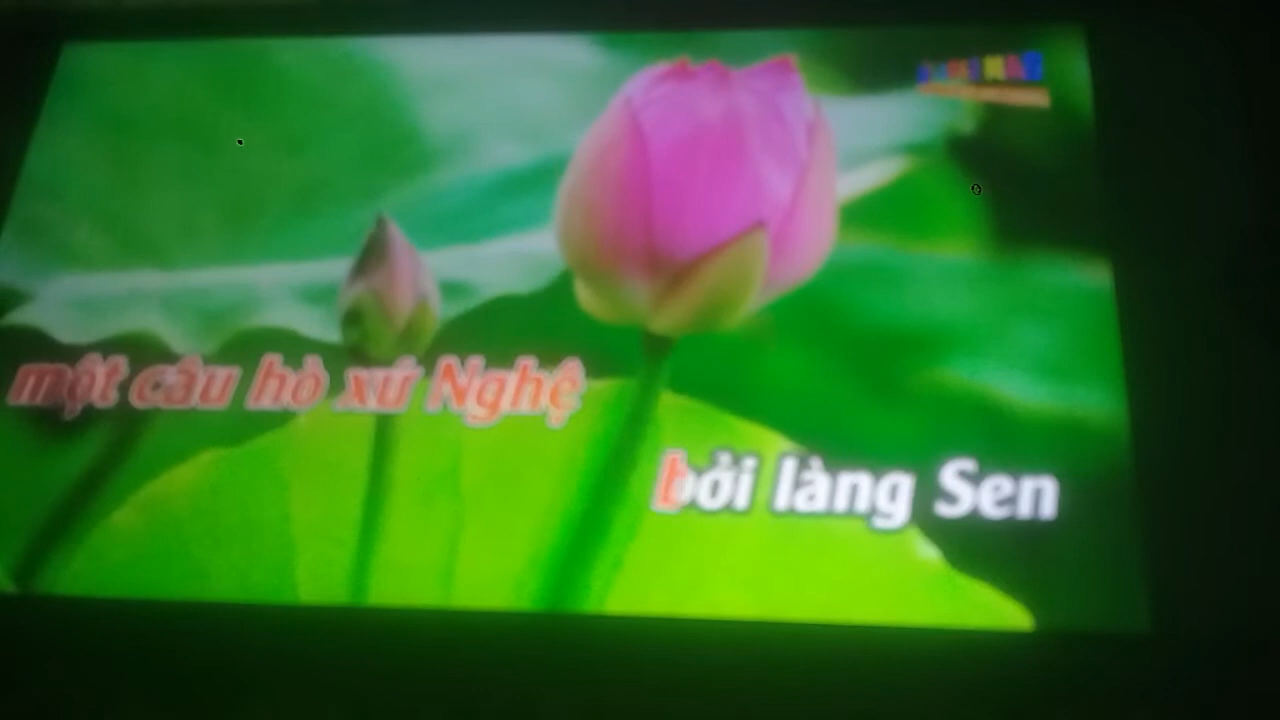 một câu hò xứ Nghệ
bởi làng Sen